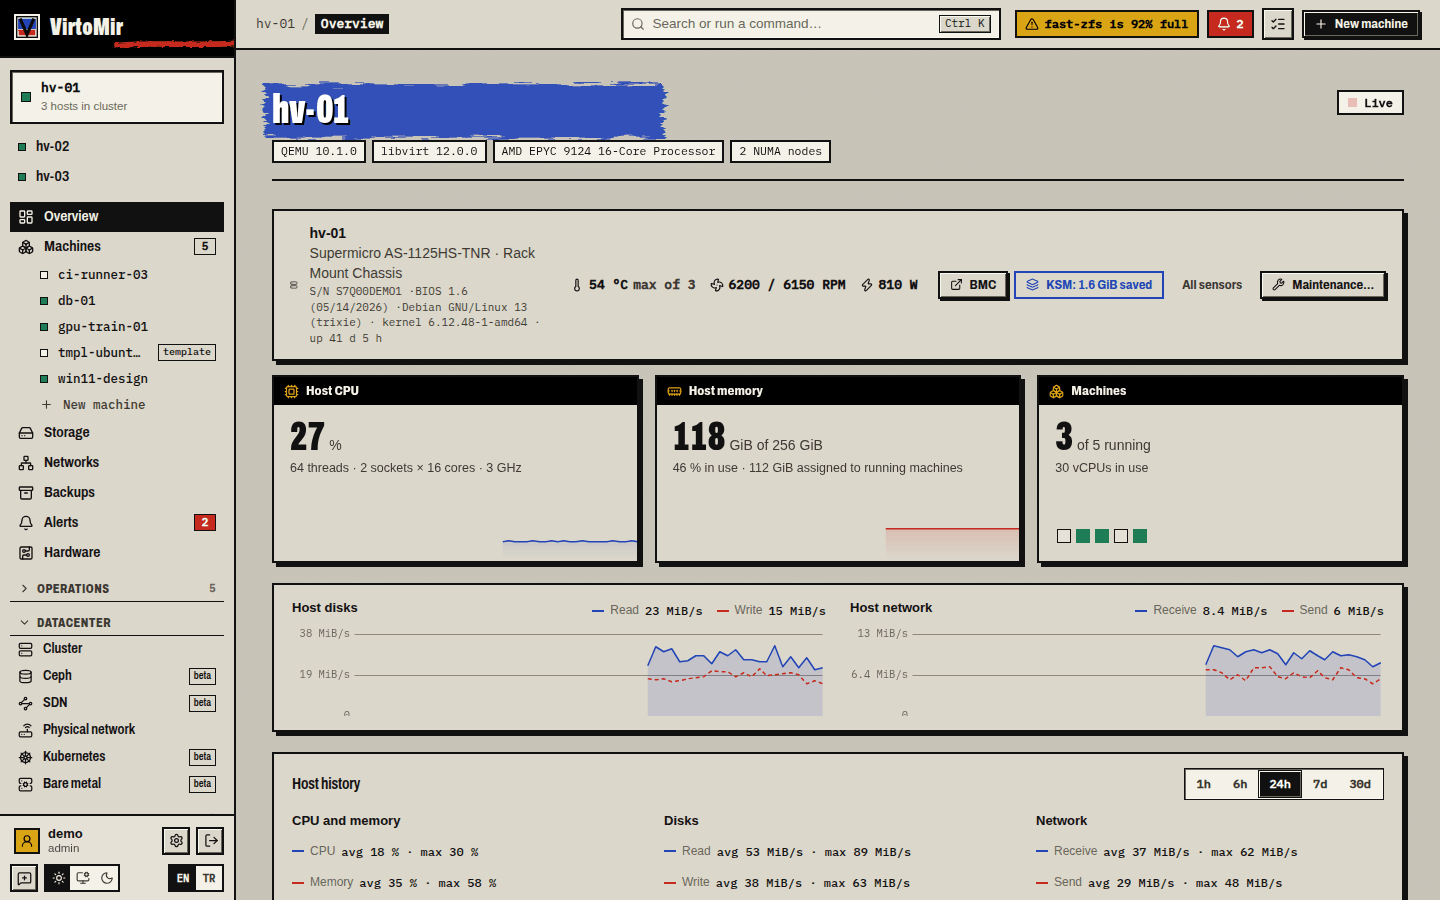 VirtoMir
hv-01 / Overview
Search or run a command… Ctrl K
fast-zfs is 92% full
2
New machine
hv-01
3 hosts in cluster
hv-02
hv-03
Overview
Machines 5
ci-runner-03
db-01
gpu-train-01
tmpl-ubunt… template
win11-design
New machine
Storage
Networks
Backups
Alerts 2
Hardware
OPERATIONS 5
DATACENTER
Cluster
Ceph beta
SDN beta
Physical network
Kubernetes beta
Bare metal beta
demo
admin
EN TR
hv-01
Live
QEMU 10.1.0 libvirt 12.0.0 AMD EPYC 9124 16-Core Processor 2 NUMA nodes
hv-01
Supermicro AS-1125HS-TNR · Rack
Mount Chassis
S/N S7Q00DEMO1 ·BIOS 1.6
(05/14/2026) ·Debian GNU/Linux 13
(trixie) · kernel 6.12.48-1-amd64 ·
up 41 d 5 h
54 °C max of 3 6200 / 6150 RPM 810 W
BMC KSM: 1.6 GiB saved All sensors Maintenance…
Host CPU
27 %
64 threads · 2 sockets × 16 cores · 3 GHz
Host memory
118 GiB of 256 GiB
46 % in use · 112 GiB assigned to running machines
Machines
3 of 5 running
30 vCPUs in use
Host disks Read 23 MiB/s Write 15 MiB/s
38 MiB/s
19 MiB/s
0
Host network Receive 8.4 MiB/s Send 6 MiB/s
13 MiB/s
6.4 MiB/s
0
Host history 1h 6h 24h 7d 30d
CPU and memory
CPU avg 18 % · max 30 %
Memory avg 35 % · max 58 %
Disks
Read avg 53 MiB/s · max 89 MiB/s
Write avg 38 MiB/s · max 63 MiB/s
Network
Receive avg 37 MiB/s · max 62 MiB/s
Send avg 29 MiB/s · max 48 MiB/s